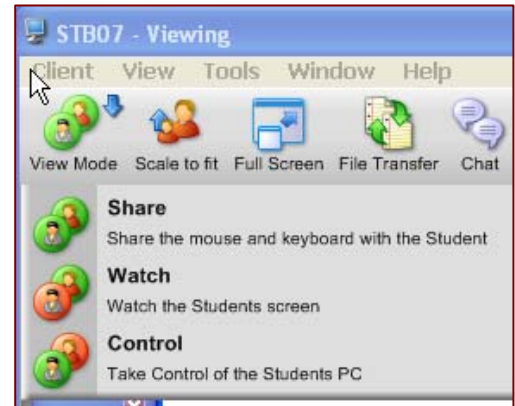 STB07 - Viewing
Client View Tools Window Help
View Mode Scale to fit Full Screen File Transfer Chat
Share
Share the mouse and keyboard with the Student
Watch
Watch the Students screen
Control
Take Control of the Students PC